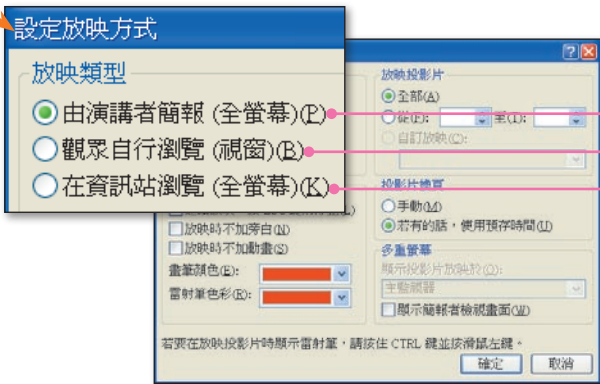 設定放映方式
放映類型
由演講者簡報 (全螢幕)(P)
觀眾自行瀏覽 (視窗)(B)
在資訊站瀏覽 (全螢幕)(K)
放映時不加旁白(N)
放映時不加動畫(S)
畫筆顏色(E):
雷射筆色彩(R):
放映投影片
全部(A)
從(F): 至(T):
自訂放映(C):
投影片換頁
手動(M)
若有的話，使用預存時間(U)
多重螢幕
顯示投影片放映於(O):
主監視器
顯示簡報者檢視畫面(W)
若要在放映投影片時顯示雷射筆，請按住 CTRL 鍵並按滑鼠左鍵。
確定 取消